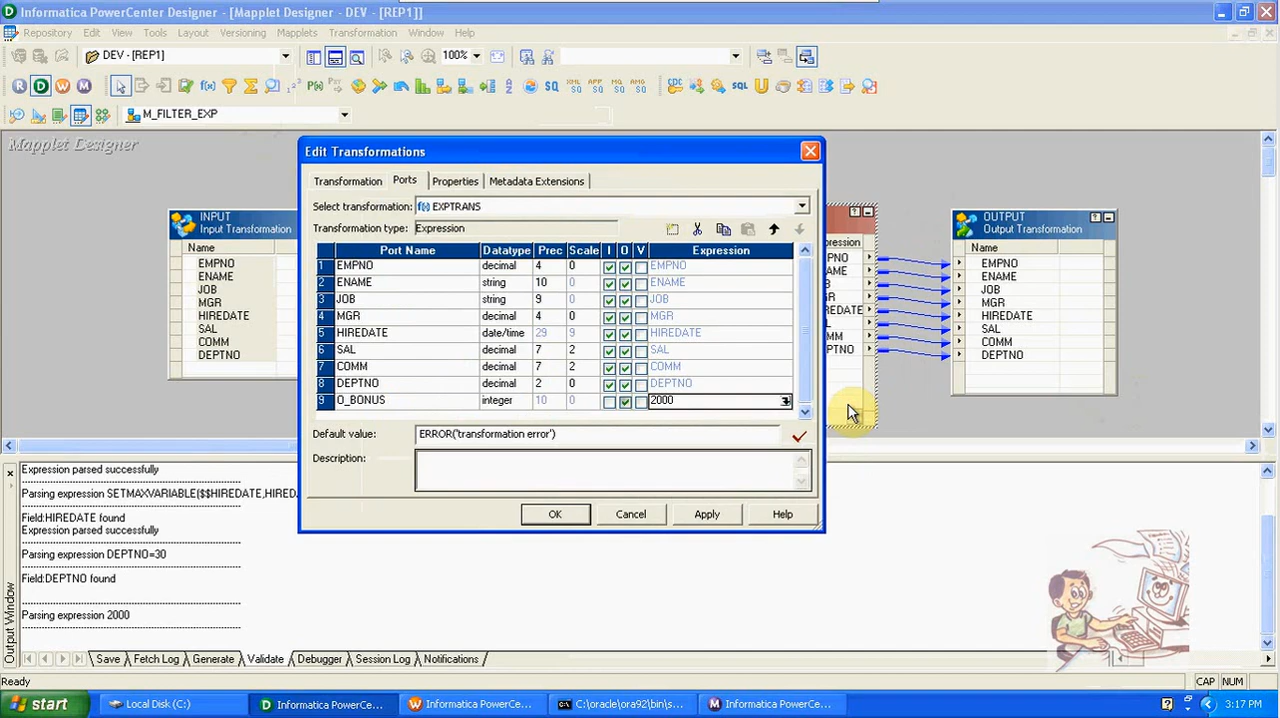 Informatica PowerCenter Designer - [Mapplet Designer - DEV - [REP1]]
Repository Edit View Tools Layout Versioning Mapplets Transformation Window Help
DEV - [REP1] 100%
R D W M f(x) Σ P(x) SQ XML SQ APP SQ MQ SQ AMG SQL
M_FILTER_EXP
Mapplet Designer
Edit Transformations
Transformation Ports Properties Metadata Extensions
Select transformation: f(x) EXPTRANS
Transformation type: Expression
Port Name Datatype Prec Scale I O V Expression
1 EMPNO decimal 4 0 EMPNO
2 ENAME string 10 0 ENAME
3 JOB string 9 0 JOB
4 MGR decimal 4 0 MGR
5 HIREDATE date/time 29 9 HIREDATE
6 SAL decimal 7 2 SAL
7 COMM decimal 7 2 COMM
8 DEPTNO decimal 2 0 DEPTNO
9 O_BONUS integer 10 0 2000
Default value: ERROR('transformation error')
Description:
OK Cancel Apply Help
INPUT
Input Transformation
Name
EMPNO
ENAME
JOB
MGR
HIREDATE
SAL
COMM
DEPTNO
OUTPUT
Output Transformation
Name
EMPNO
ENAME
JOB
MGR
HIREDATE
SAL
COMM
DEPTNO
Expression parsed successfully
Parsing expression SETMAXVARIABLE($$HIREDATE,HIRED
Field:HIREDATE found
Expression parsed successfully
Parsing expression DEPTNO=30
Field:DEPTNO found
Parsing expression 2000
Output Window
Save Fetch Log Generate Validate Debugger Session Log Notifications
Ready CAP NUM
start Local Disk (C:) Informatica PowerCe... Informatica PowerCe... C:\oracle\ora92\bin\s... Informatica PowerCe... 3:17 PM